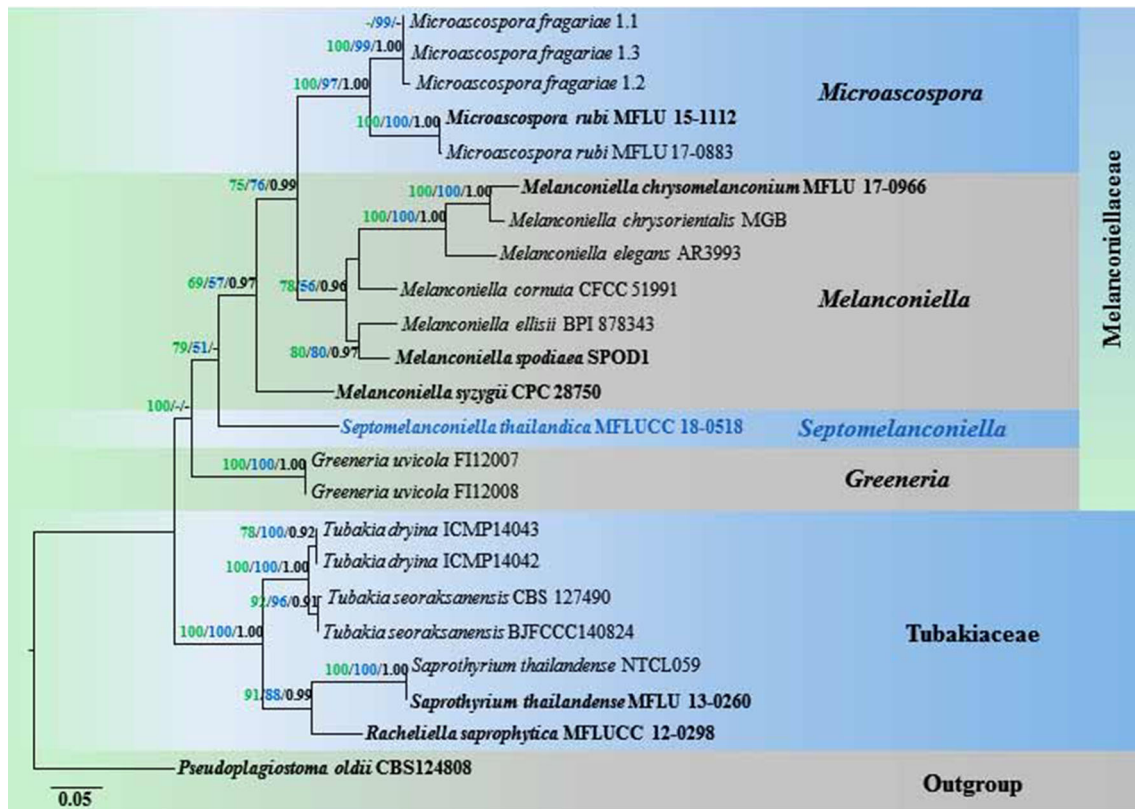 -/99/-
Microascospora fragariae 1.1
100/99/1.00
Microascospora fragariae 1.3
100/97/1.00
Microascospora fragariae 1.2
Microascospora
100/100/1.00
Microascospora rubi MFLU 15-1112
Microascospora rubi MFLU 17-0883
75/76/0.99
100/100/1.00
Melanconiella chrysomelanconium MFLU 17-0966
100/100/1.00
Melanconiella chrysorientalis MGB
Melanconiella elegans AR3993
Melanconiellaceae
69/57/0.97
78/56/0.96
Melanconiella cornuta CFCC 51991
Melanconiella
Melanconiella ellisii BPI 878343
79/51/-
80/80/0.97
Melanconiella spodiaea SPOD1
Melanconiella syzygii CPC 28750
100/-/-
Septomelanconiella thailandica MFLUCC 18-0518
Septomelanconiella
100/100/1.00
Greeneria uvicola FI12007
Greeneria
Greeneria uvicola FI12008
78/100/0.92
Tubakia dryina ICMP14043
100/100/1.00
Tubakia dryina ICMP14042
92/96/0.91
Tubakia seoraksanensis CBS 127490
100/100/1.00
Tubakia seoraksanensis BJFCCC140824
Tubakiaceae
100/100/1.00
Saprothyrium thailandense NTCL059
91/88/0.99
Saprothyrium thailandense MFLU 13-0260
Racheliella saprophytica MFLUCC 12-0298
Pseudoplagiostoma oldii CBS124808
Outgroup
0.05